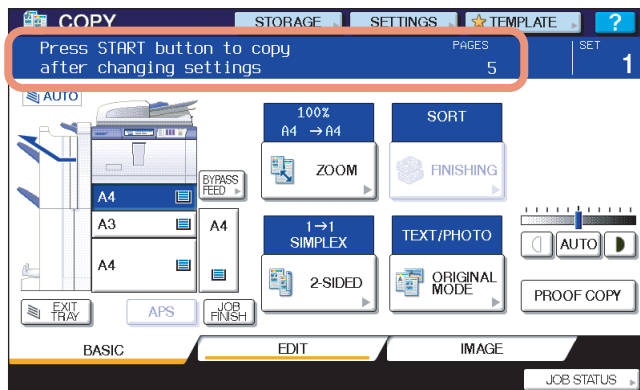 COPY
STORAGE
SETTINGS
TEMPLATE
?
Press START button to copy
after changing settings
PAGES
5
SET
1
AUTO
100%
A4 →A4
ZOOM
SORT
FINISHING
BYPASS
FEED
A4
A3
A4
A4
1→1
SIMPLEX
2-SIDED
TEXT/PHOTO
ORIGINAL
MODE
AUTO
PROOF COPY
EXIT
TRAY
APS
JOB
FINISH
BASIC
EDIT
IMAGE
JOB STATUS